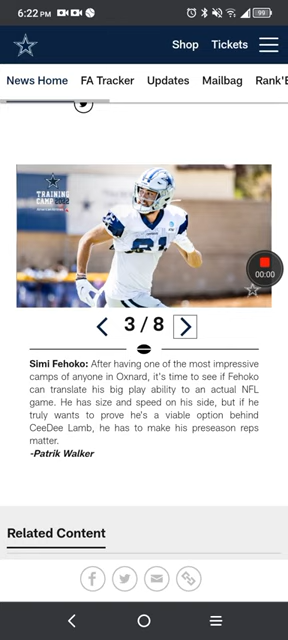 6:22 PM
99
Shop Tickets
News Home FA Tracker Updates Mailbag Rank'E
TRAINING
CAMP 2022
00:00
3 / 8
Simi Fehoko: After having one of the most impressive
camps of anyone in Oxnard, it's time to see if Fehoko
can translate his big play ability to an actual NFL
game. He has size and speed on his side, but if he
truly wants to prove he's a viable option behind
CeeDee Lamb, he has to make his preseason reps
matter.
-Patrik Walker
Related Content